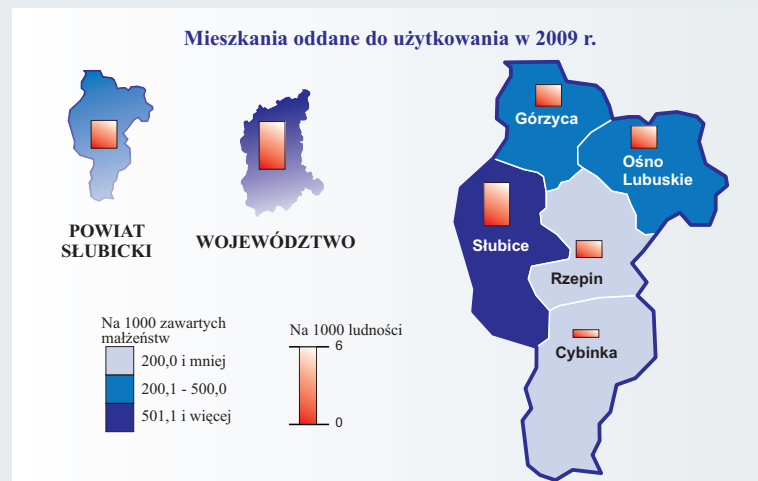 Mieszkania oddane do użytkowania w 2009 r.
Górzyca
Ośno
Lubuskie
POWIAT
SŁUBICKI
WOJEWÓDZTWO
Słubice
Rzepin
Cybinka
Na 1000 zawartych
małżeństw
200,0 i mniej
200,1 - 500,0
501,1 i więcej
Na 1000 ludności
6
0